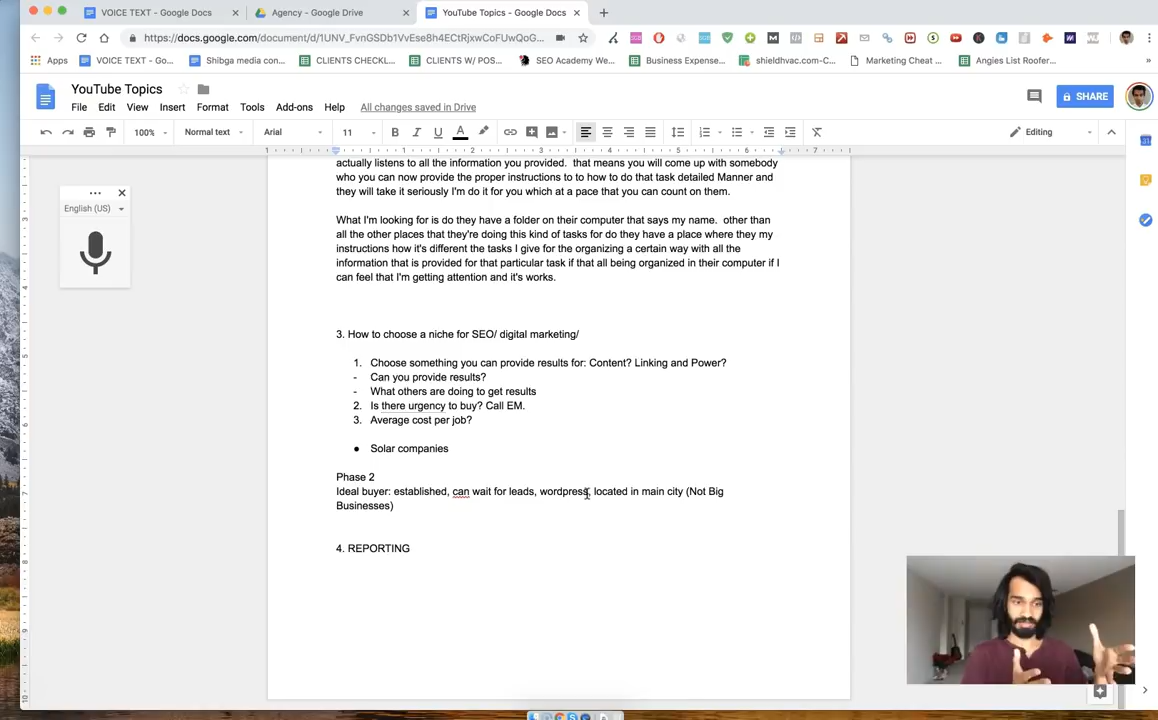 VOICE TEXT - Google Docs
Agency - Google Drive
YouTube Topics - Google Docs
https://docs.google.com/document/d/1UNV_FvnGSDb1VvEse8h4ECtRjxwCoFUwQoG...
Apps
VOICE TEXT - Go...
Shibga media con...
CLIENTS CHECKL...
CLIENTS W/ POS...
SEO Academy We...
Business Expense...
shieldhvac.com-C...
Marketing Cheat ...
Angies List Roofer...
YouTube Topics
File Edit View Insert Format Tools Add-ons Help All changes saved in Drive
SHARE
100% Normal text Arial 11 B I U A Editing
English (US)
actually listens to all the information you provided. that means you will come up with somebody
who you can now provide the proper instructions to to how to do that task detailed Manner and
they will take it seriously I'm do it for you which at a pace that you can count on them.
What I'm looking for is do they have a folder on their computer that says my name. other than
all the other places that they're doing this kind of tasks for do they have a place where they my
instructions how it's different the tasks I give for the organizing a certain way with all the
information that is provided for that particular task if that all being organized in their computer if I
can feel that I'm getting attention and it's works.
3. How to choose a niche for SEO/ digital marketing/
1. Choose something you can provide results for: Content? Linking and Power?
- Can you provide results?
- What others are doing to get results
2. Is there urgency to buy? Call EM.
3. Average cost per job?
● Solar companies
Phase 2
Ideal buyer: established, can wait for leads, wordpress, located in main city (Not Big
Businesses)
4. REPORTING